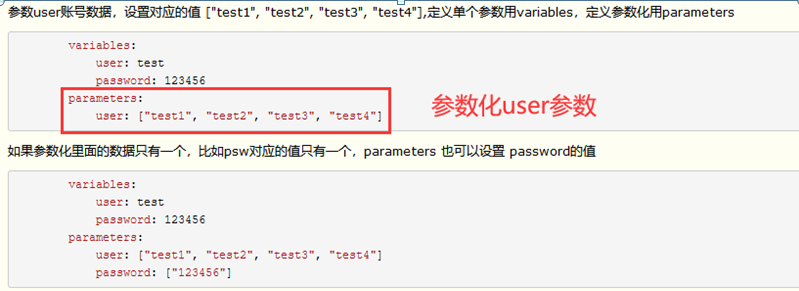 参数user账号数据，设置对应的值 ["test1", "test2", "test3", "test4"],定义单个参数用variables，定义参数化用parameters
variables:
user: test
password: 123456
parameters:
user: ["test1", "test2", "test3", "test4"]
参数化user参数
如果参数化里面的数据只有一个，比如psw对应的值只有一个，parameters 也可以设置 password的值
variables:
user: test
password: 123456
parameters:
user: ["test1", "test2", "test3", "test4"]
password: ["123456"]